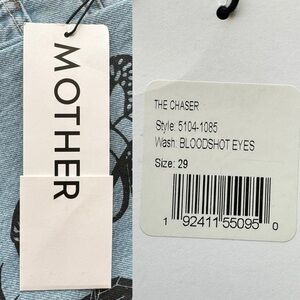 MOTHER
THE CHASER
Style: 5104-1085
Wash: BLOODSHOT EYES
Size: 29
1 92411 55095 0